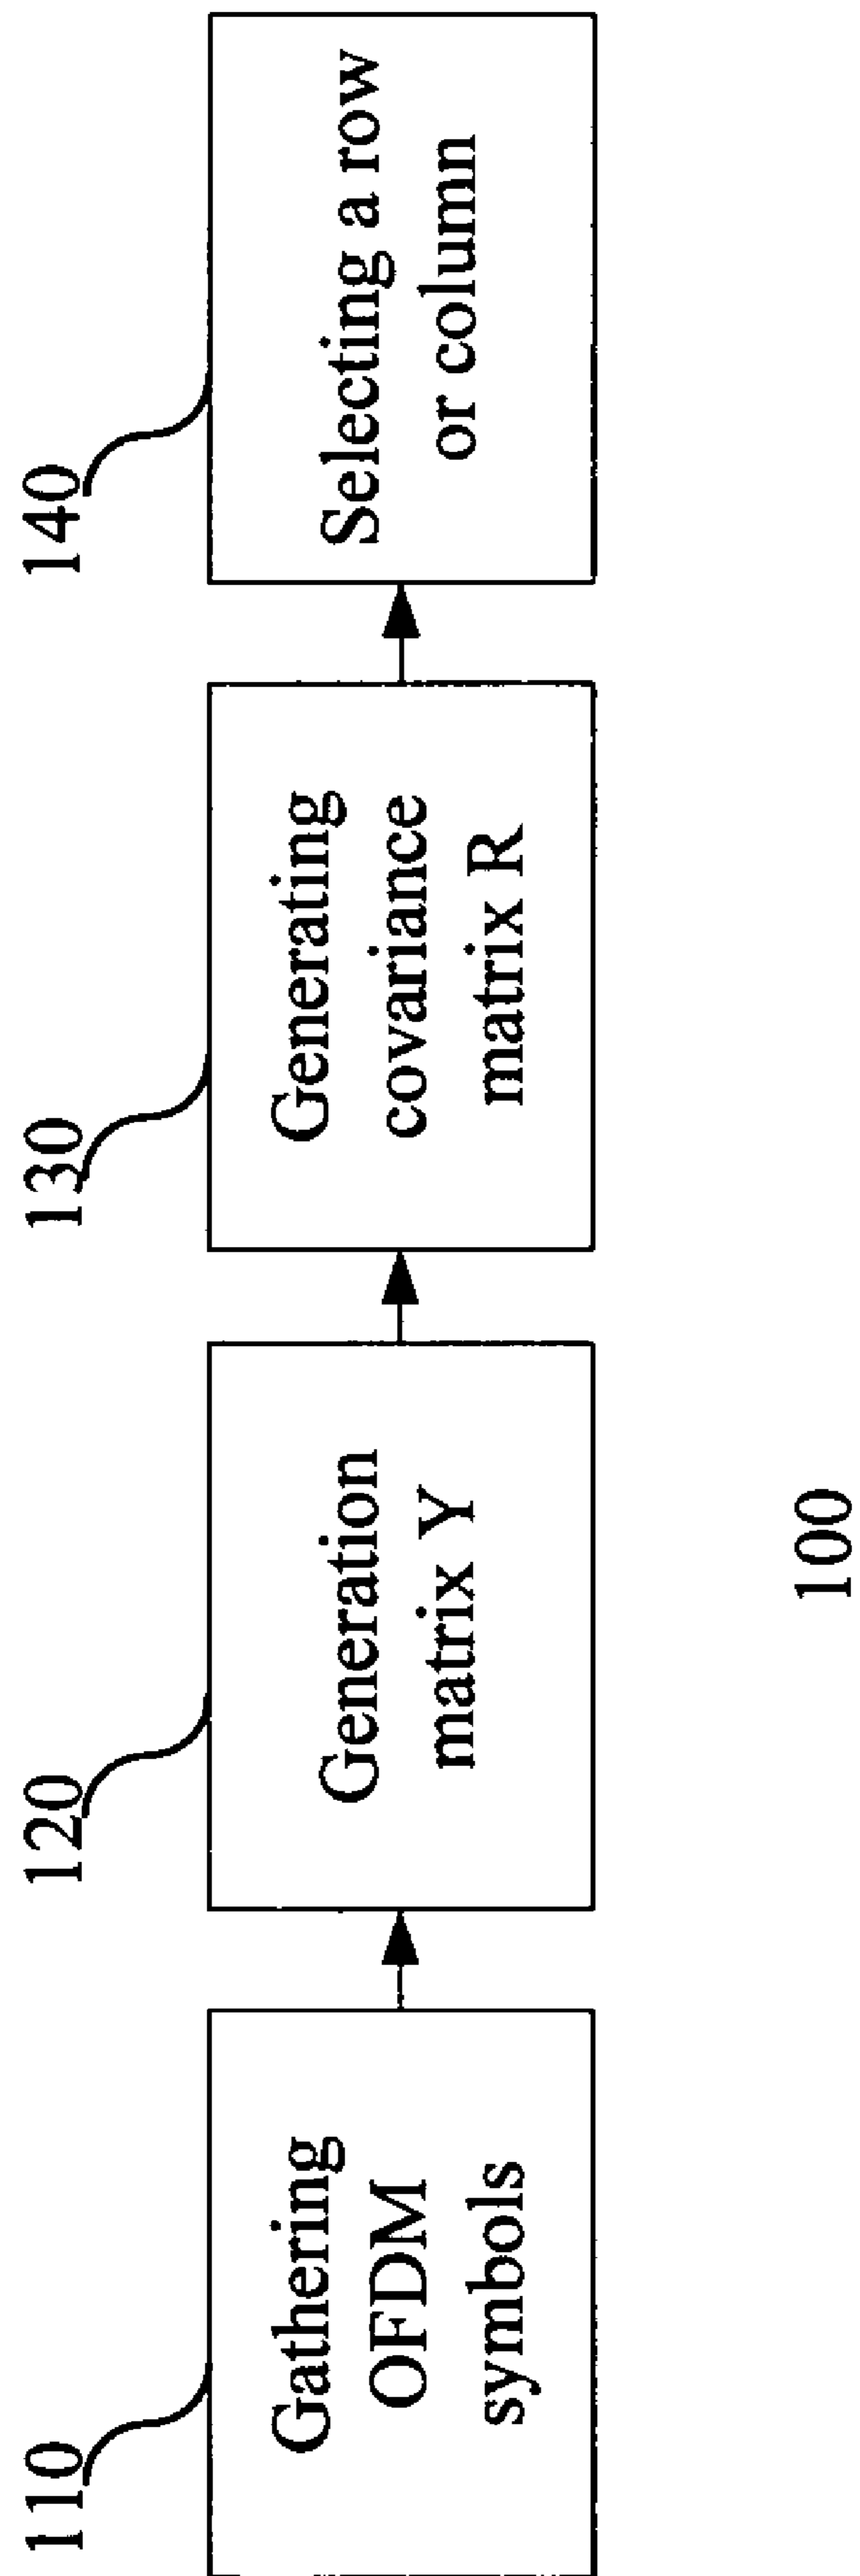 110
Gathering
OFDM
symbols
120
Generation
matrix Y
130
Generating
covariance
matrix R
140
Selecting a row
or column
100